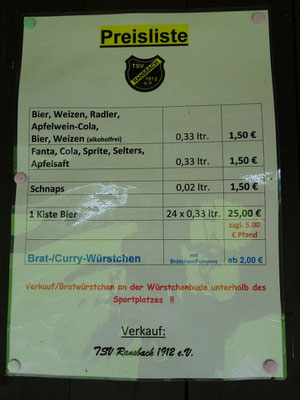 Preisliste
TSV
RANSBACH
1912
e.V.
Bier, Weizen, Radler,
Apfelwein-Cola,
Bier, Weizen (alkoholfrei) 0,33 ltr. 1,50 €
Fanta, Cola, Sprite, Selters,
Apfelsaft 0,33 ltr. 1,50 €
Schnaps 0,02 ltr. 1,50 €
1 Kiste Bier 24 x 0,33 ltr. 25,00 €
zzgl. 5.00
€ Pfand
Brat-/Curry-Würstchen mit Brötchen/Pommes ab 2,00 €
Verkauf/Bratwürstchen an der Würstchenbude unterhalb des
Sportplatzes !!
Verkauf:
TSV Ransbach 1912 e.V.